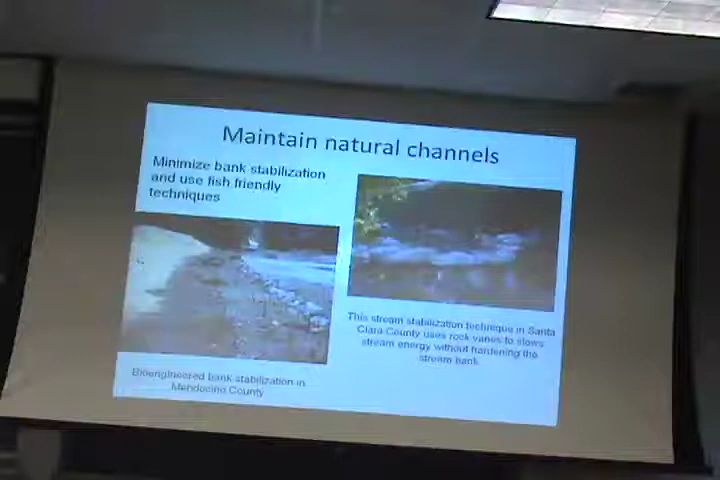 Maintain natural channels
Minimize bank stabilization
and use fish friendly
techniques
This stream stabilization technique in Santa
Clara County uses rock vanes to slows
stream energy without hardening the
stream bank
Bioengineered bank stabilization in
Mendocino County